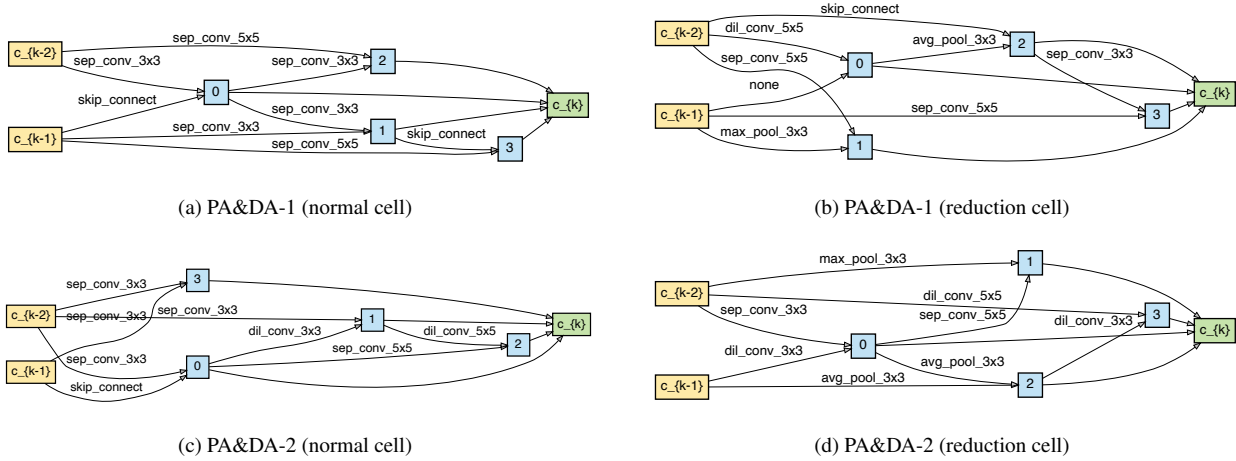 c_{k-2}
sep_conv_5x5
2
sep_conv_3x3
sep_conv_3x3
0
c_{k}
skip_connect
sep_conv_3x3
c_{k-1}
sep_conv_3x3
1
skip_connect
sep_conv_5x5
3
(a) PA&DA-1 (normal cell)
skip_connect
c_{k-2}
dil_conv_5x5
avg_pool_3x3
2
sep_conv_5x5
0
sep_conv_3x3
none
c_{k}
c_{k-1}
sep_conv_5x5
3
max_pool_3x3
1
(b) PA&DA-1 (reduction cell)
sep_conv_3x3
3
c_{k-2}
sep_conv_3x3
sep_conv_3x3
1
c_{k}
dil_conv_3x3
dil_conv_5x5
2
sep_conv_3x3
sep_conv_5x5
c_{k-1}
0
skip_connect
(c) PA&DA-2 (normal cell)
max_pool_3x3
1
c_{k-2}
dil_conv_5x5
sep_conv_3x3
sep_conv_5x5
dil_conv_3x3
3
c_{k}
0
dil_conv_3x3
avg_pool_3x3
c_{k-1}
avg_pool_3x3
2
(d) PA&DA-2 (reduction cell)